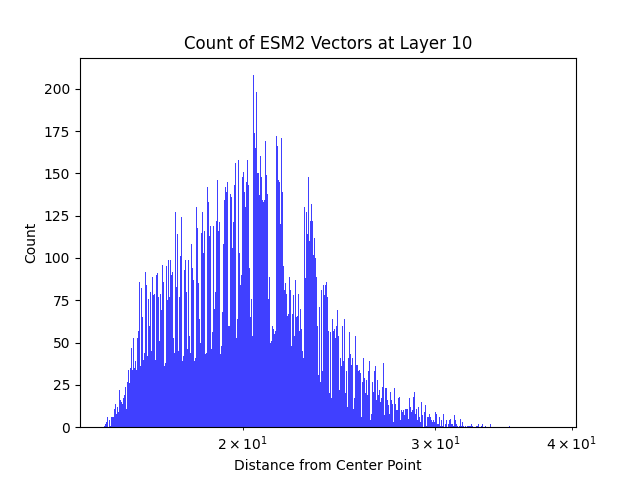 Count of ESM2 Vectors at Layer 10
200
175
150
125
100
75
50
25
0
Count
2 × 10¹
3 × 10¹
4 × 10¹
Distance from Center Point